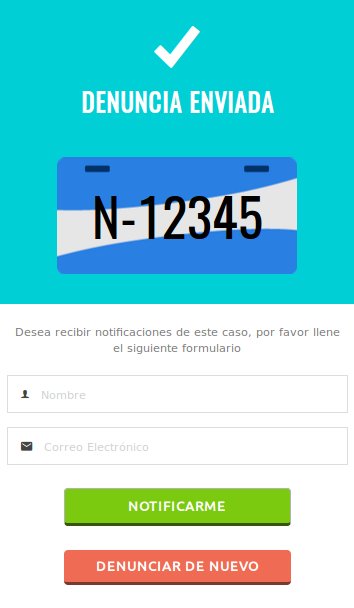 DENUNCIA ENVIADA
N-12345
Desea recibir notificaciones de este caso, por favor llene
el siguiente formulario
Nombre
Correo Electrónico
NOTIFICARME
DENUNCIAR DE NUEVO